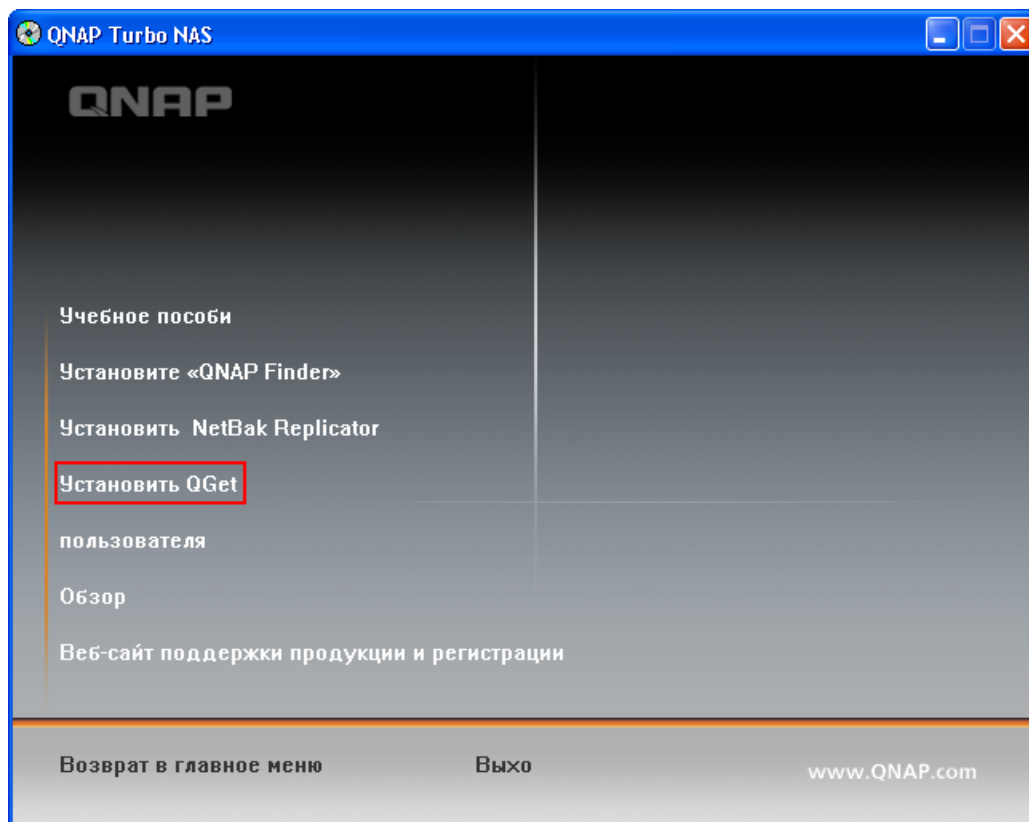 QNAP Turbo NAS
QNAP
Учебное пособи
Установите «QNAP Finder»
Установить NetBak Replicator
Установить QGet
пользователя
Обзор
Веб-сайт поддержки продукции и регистрации
Возврат в главное меню
Выхо
www.QNAP.com